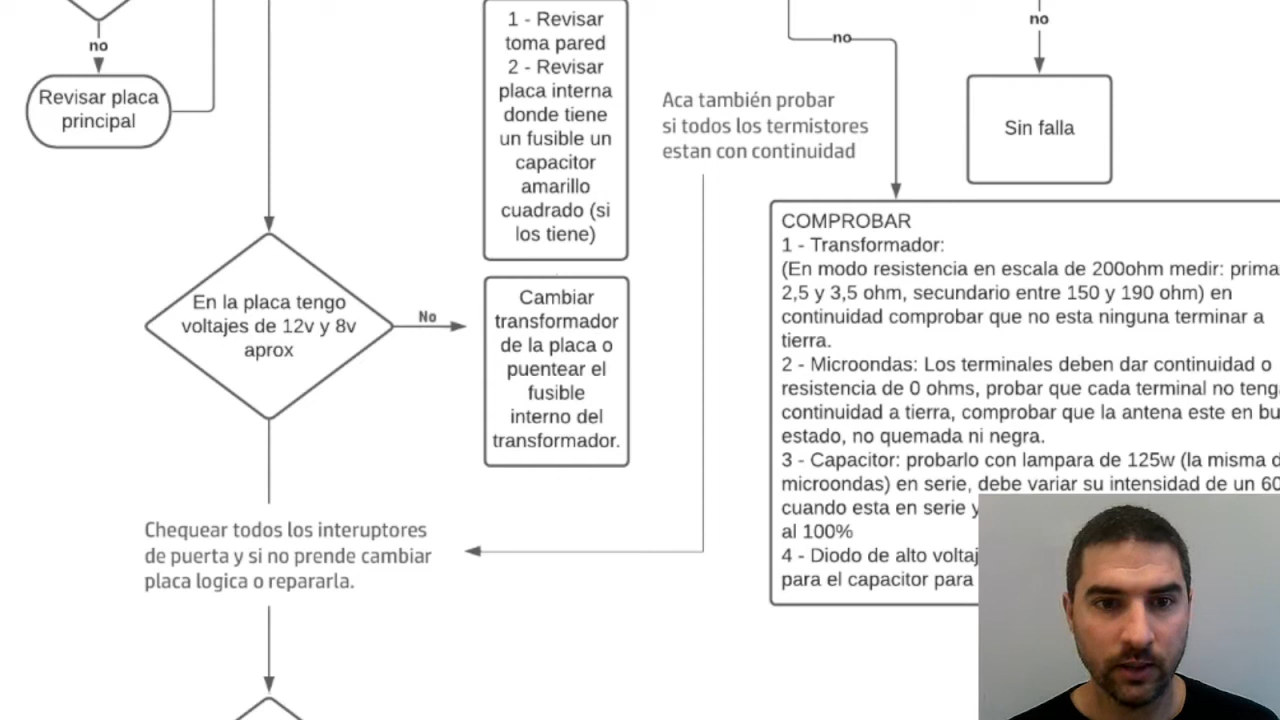 no
Revisar placa
principal
1 - Revisar
toma pared
2 - Revisar
placa interna
donde tiene
un fusible un
capacitor
amarillo
cuadrado (si
los tiene)
Aca también probar
si todos los termistores
estan con continuidad
no
no
Sin falla
En la placa tengo
voltajes de 12v y 8v
aprox
No
Cambiar
transformador
de la placa o
puentear el
fusible
interno del
transformador.
Chequear todos los interuptores
de puerta y si no prende cambiar
placa logica o repararla.
COMPROBAR
1 - Transformador:
(En modo resistencia en escala de 200ohm medir:
2,5 y 3,5 ohm, secundario entre 150 y 190 ohm) en
continuidad comprobar que no esta ninguna terminar a
tierra.
2 - Microondas: Los terminales deben dar continuidad o
resistencia de 0 ohms, probar que cada terminal no
continuidad a tierra, comprobar que la antena este en
estado, no quemada ni negra.
3 - Capacitor: probarlo con lampara de 125w (la misma
microondas) en serie, debe variar su intensidad de un
cuando esta en serie y
al 100%
4 - Diodo de alto
para el capacitor para